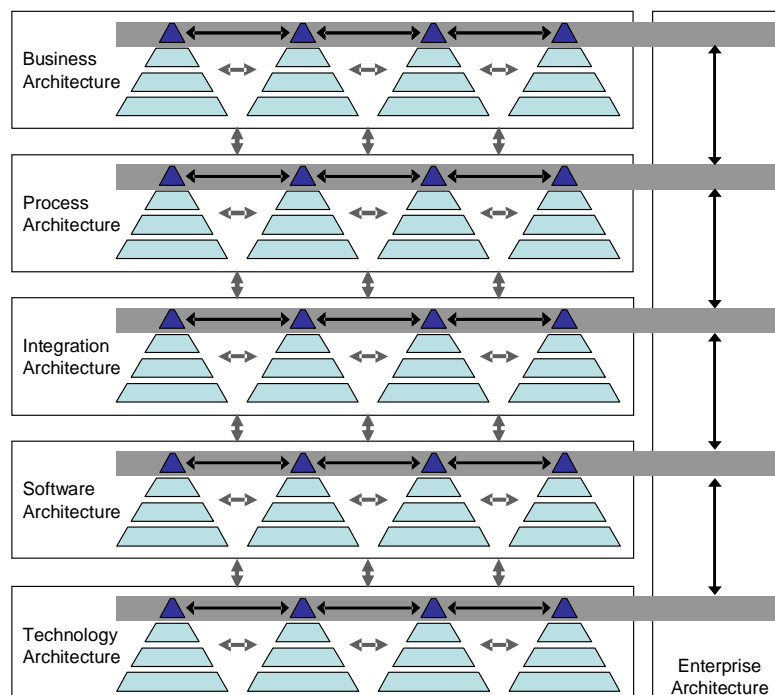 Business
Architecture
Process
Architecture
Integration
Architecture
Software
Architecture
Technology
Architecture
Enterprise
Architecture